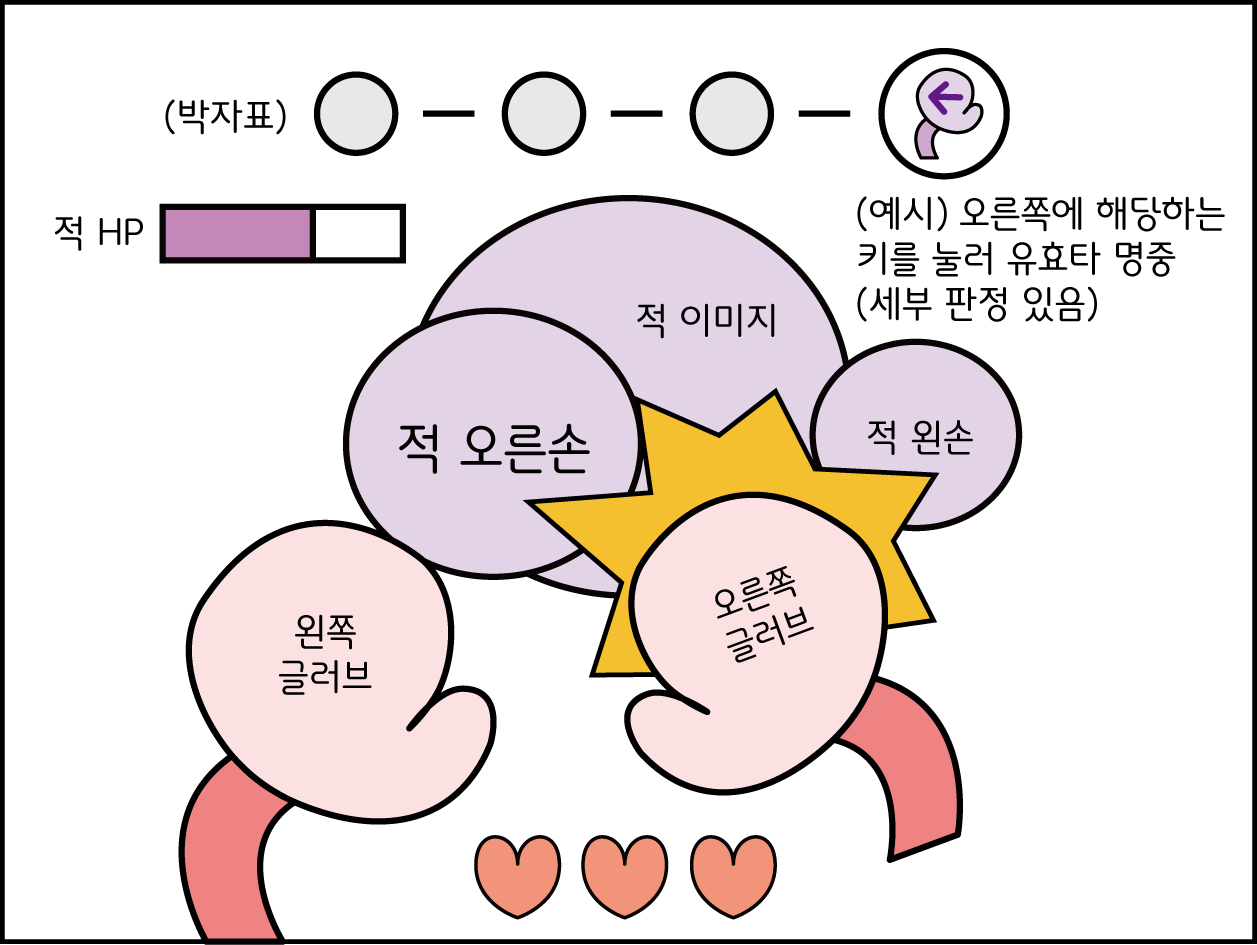 (박자표)
적 HP
(예시) 오른쪽에 해당하는
키를 눌러 유효타 명중
(세부 판정 있음)
적 이미지
적 오른손
적 왼손
왼쪽
글러브
오른쪽
글러브